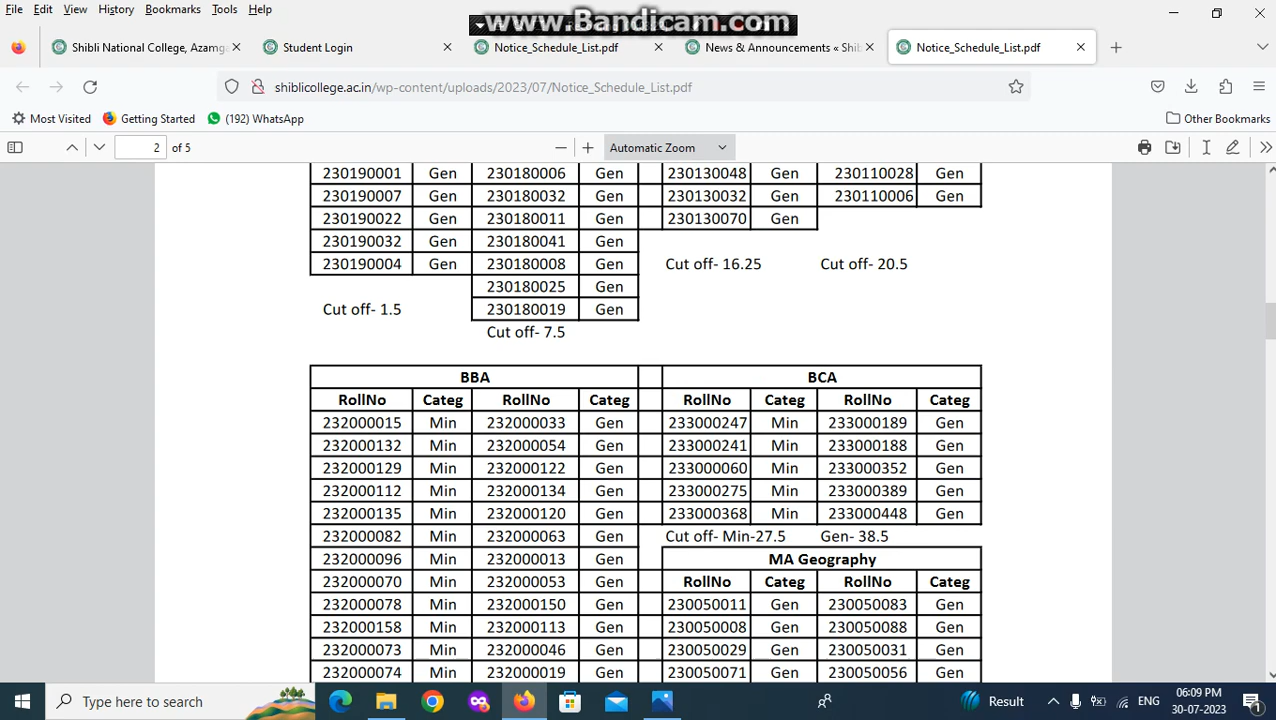 www.Bandicam.com
File Edit View History Bookmarks Tools Help
Shibli National College, Azamg
Student Login
Notice_Schedule_List.pdf
News & Announcements « Shib
Notice_Schedule_List.pdf
shiblicollege.ac.in/wp-content/uploads/2023/07/Notice_Schedule_List.pdf
Most Visited Getting Started (192) WhatsApp Other Bookmarks
2 of 5 Automatic Zoom
230190001 Gen 230180006 Gen 230130048 Gen 230110028 Gen
230190007 Gen 230180032 Gen 230130032 Gen 230110006 Gen
230190022 Gen 230180011 Gen 230130070 Gen
230190032 Gen 230180041 Gen
230190004 Gen 230180008 Gen Cut off- 16.25 Cut off- 20.5
230180025 Gen
Cut off- 1.5 230180019 Gen
Cut off- 7.5
BBA BCA
RollNo Categ RollNo Categ RollNo Categ RollNo Categ
232000015 Min 232000033 Gen 233000247 Min 233000189 Gen
232000132 Min 232000054 Gen 233000241 Min 233000188 Gen
232000129 Min 232000122 Gen 233000060 Min 233000352 Gen
232000112 Min 232000134 Gen 233000275 Min 233000389 Gen
232000135 Min 232000120 Gen 233000368 Min 233000448 Gen
232000082 Min 232000063 Gen Cut off- Min-27.5 Gen- 38.5
232000096 Min 232000013 Gen MA Geography
232000070 Min 232000053 Gen RollNo Categ RollNo Categ
232000078 Min 232000150 Gen 230050011 Gen 230050083 Gen
232000158 Min 232000113 Gen 230050008 Gen 230050088 Gen
232000073 Min 232000046 Gen 230050029 Gen 230050031 Gen
232000074 Min 232000019 Gen 230050071 Gen 230050056 Gen
Type here to search Result ENG 06:09 PM
30-07-2023
1